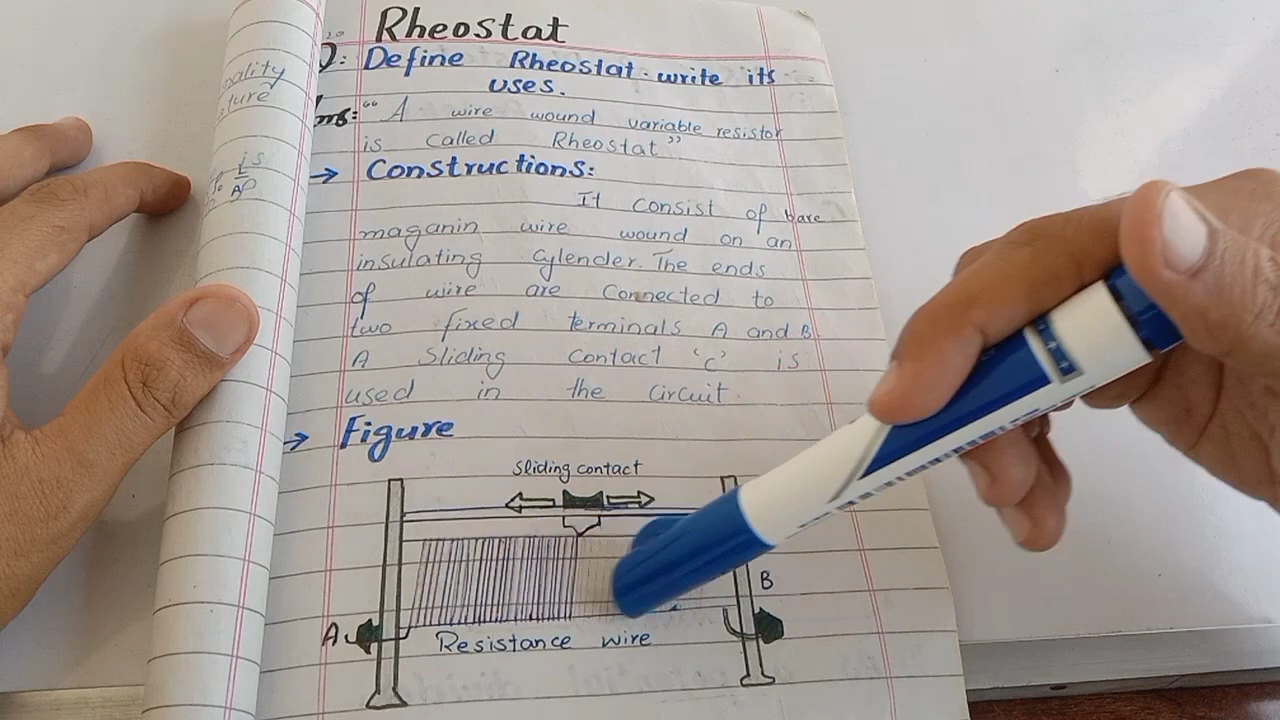 Rheostat
Q: Define Rheostat. write its
uses.
Ans: “ A wire wound variable resistor
is called Rheostat ”
→ Constructions:
It consist of bare
maganin wire wound on an
insulating Cylender. The ends
of wire are Connected to
two fixed terminals A and B
A Sliding Contact ‘C’ is
used in the Circuit.
→ Figure
Sliding contact
B
A
Resistance wire